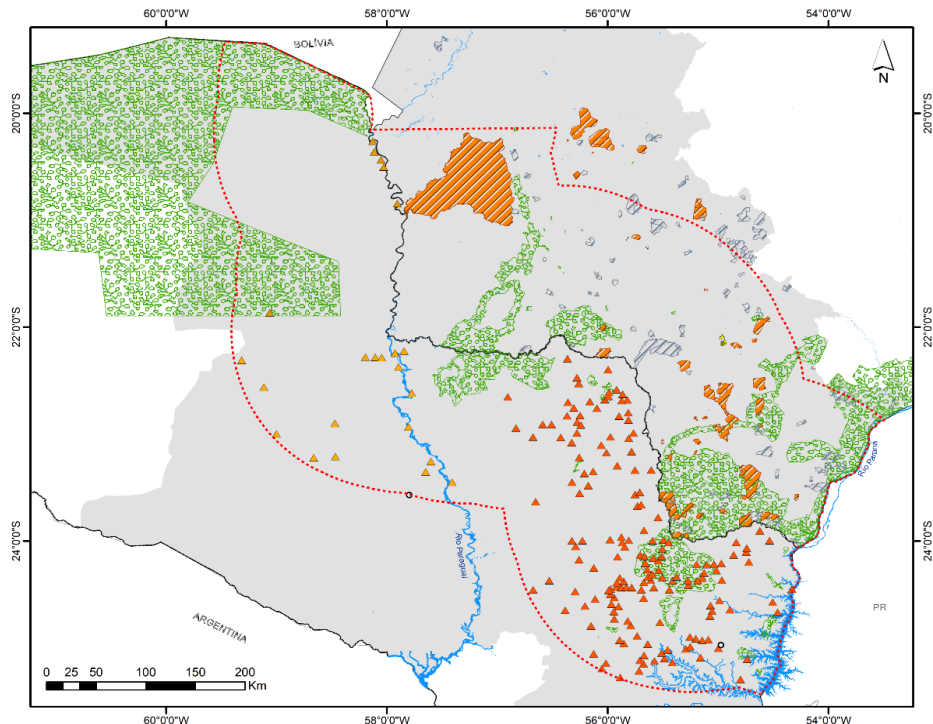 60°0'0"W 58°0'0"W 56°0'0"W 54°0'0"W
BOLÍVIA
N
20°0'0"S 20°0'0"S
22°0'0"S 22°0'0"S
Rio Paraná
24°0'0"S 24°0'0"S
Rio Paraguai
PR
ARGENTINA
0 25 50 100 150 200
Km
60°0'0"W 58°0'0"W 56°0'0"W 54°0'0"W